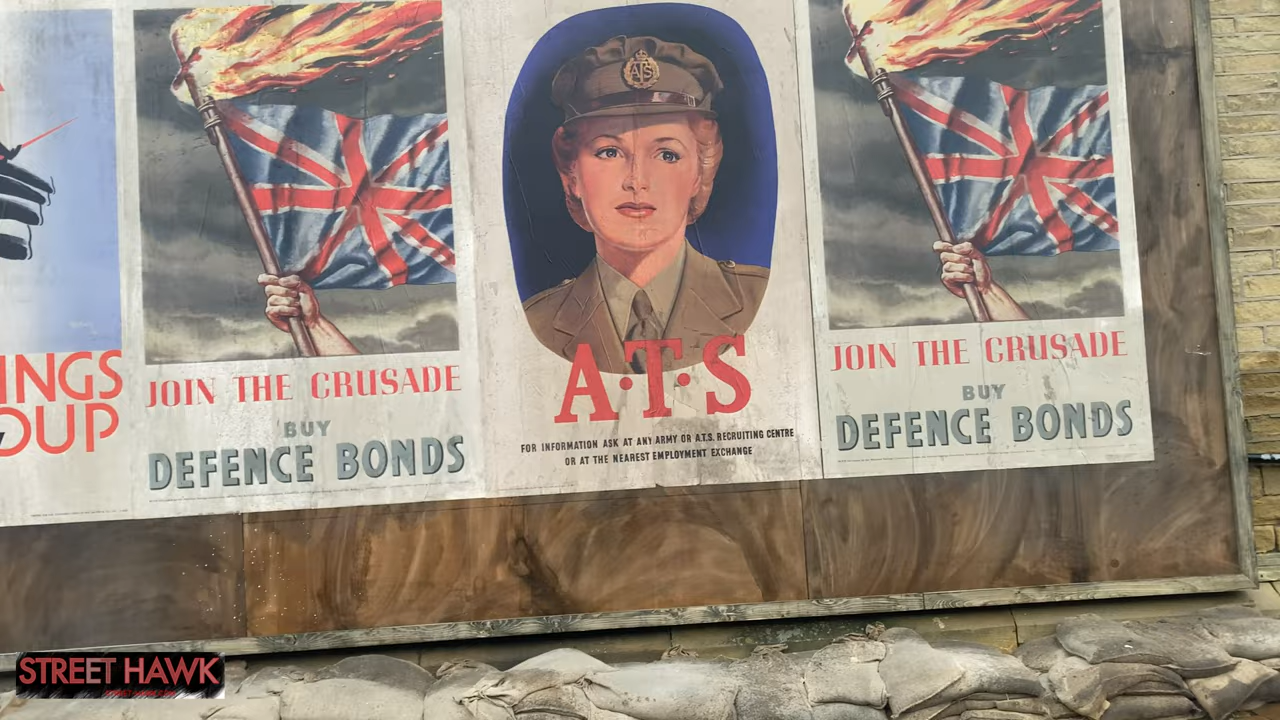 INGS
OUP
JOIN THE CRUSADE
BUY
DEFENCE BONDS
ATS
A·T·S
FOR INFORMATION ASK AT ANY ARMY OR A.T.S. RECRUITING CENTRE
OR AT THE NEAREST EMPLOYMENT EXCHANGE
JOIN THE CRUSADE
BUY
DEFENCE BONDS
STREET HAWK